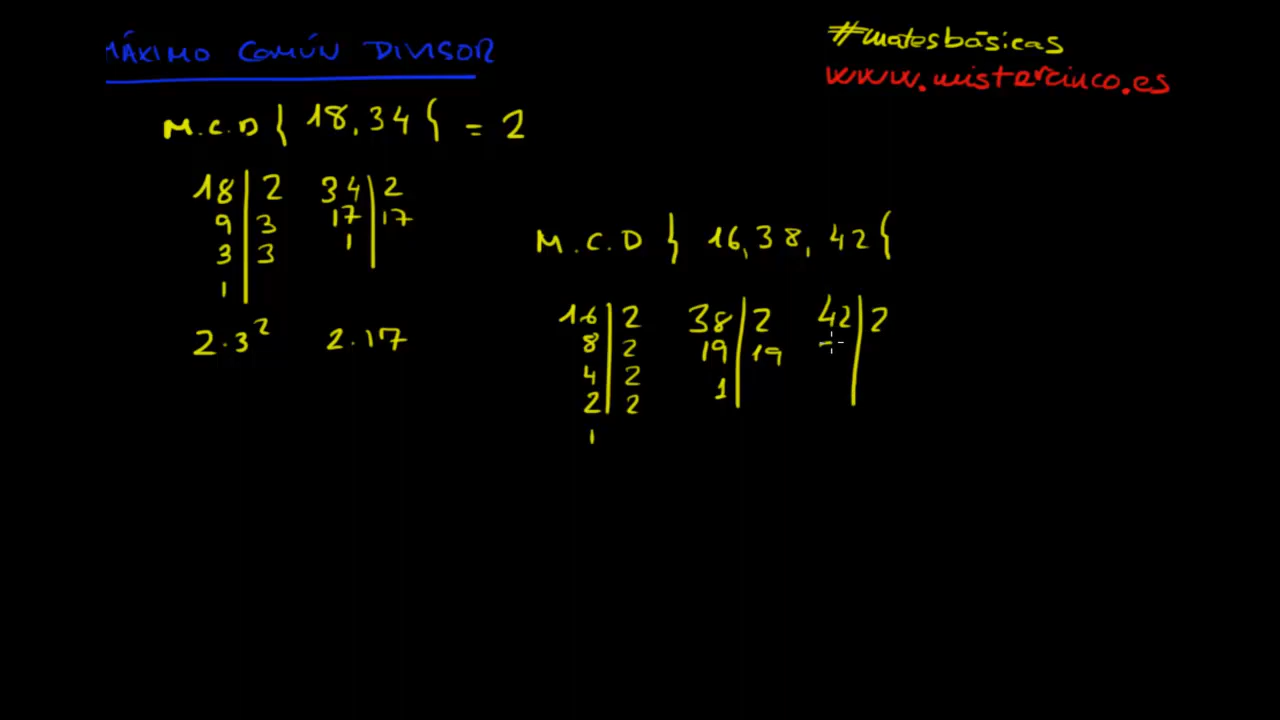 MÁXIMO COMÚN DIVISOR
#matesbásicas
www.mistercinco.es
M.C.D { 18,34 { = 2
18 | 2   34 | 2
9 | 3   17 | 17
3 | 3   1 |
1 |
2·3²   2·17
M.C.D } 16,38,42 {
16 | 2   38 | 2   42 | 2
8 | 2   19 | 19
4 | 2   1 |
2 | 2
1